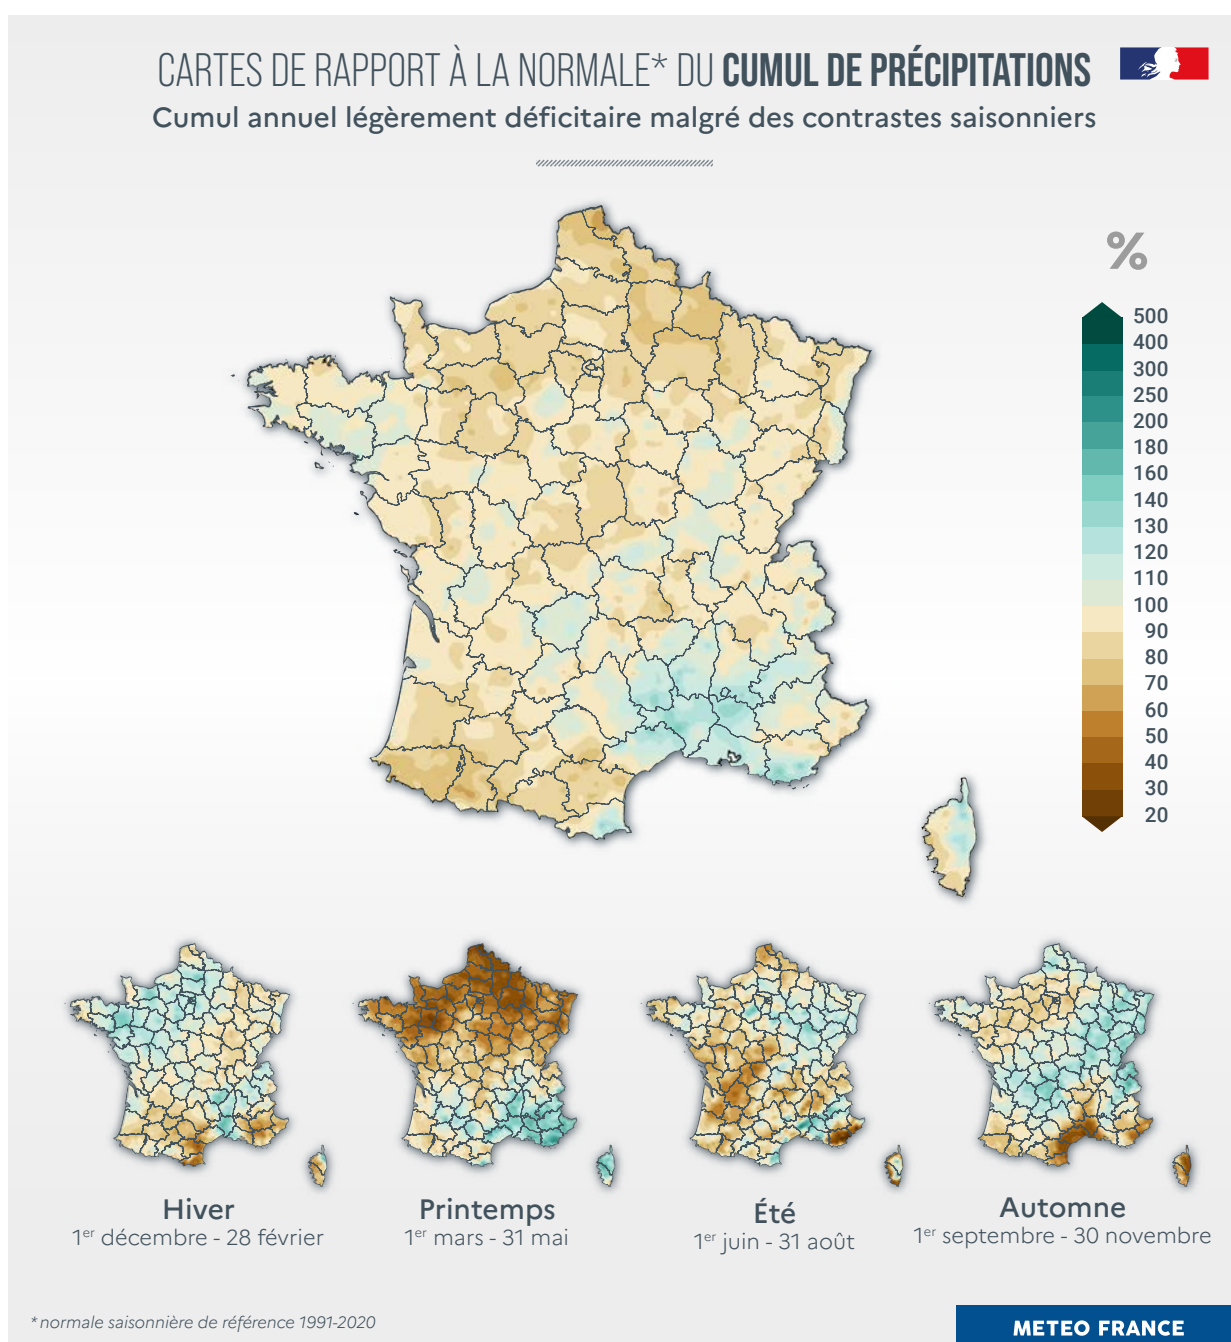 CARTES DE RAPPORT À LA NORMALE* DU CUMUL DE PRÉCIPITATIONS
Cumul annuel légèrement déficitaire malgré des contrastes saisonniers
%
500
400
300
250
200
180
160
140
130
120
110
100
90
80
70
60
50
40
30
20
Hiver
1er décembre - 28 février
Printemps
1er mars - 31 mai
Été
1er juin - 31 août
Automne
1er septembre - 30 novembre
*normale saisonnière de référence 1991-2020
METEO FRANCE